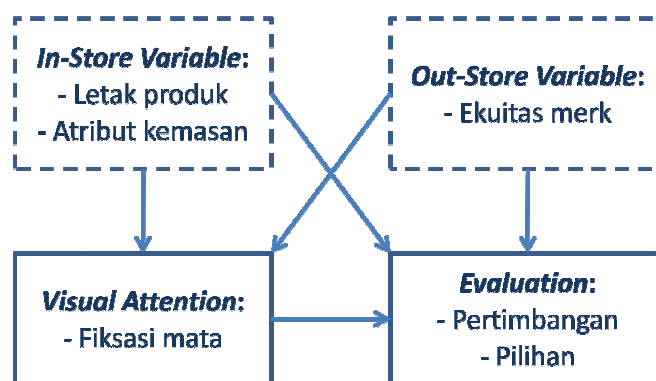 In-Store Variable:
- Letak produk
- Atribut kemasan
Out-Store Variable:
- Ekuitas merk
Visual Attention:
- Fiksasi mata
Evaluation:
- Pertimbangan
- Pilihan